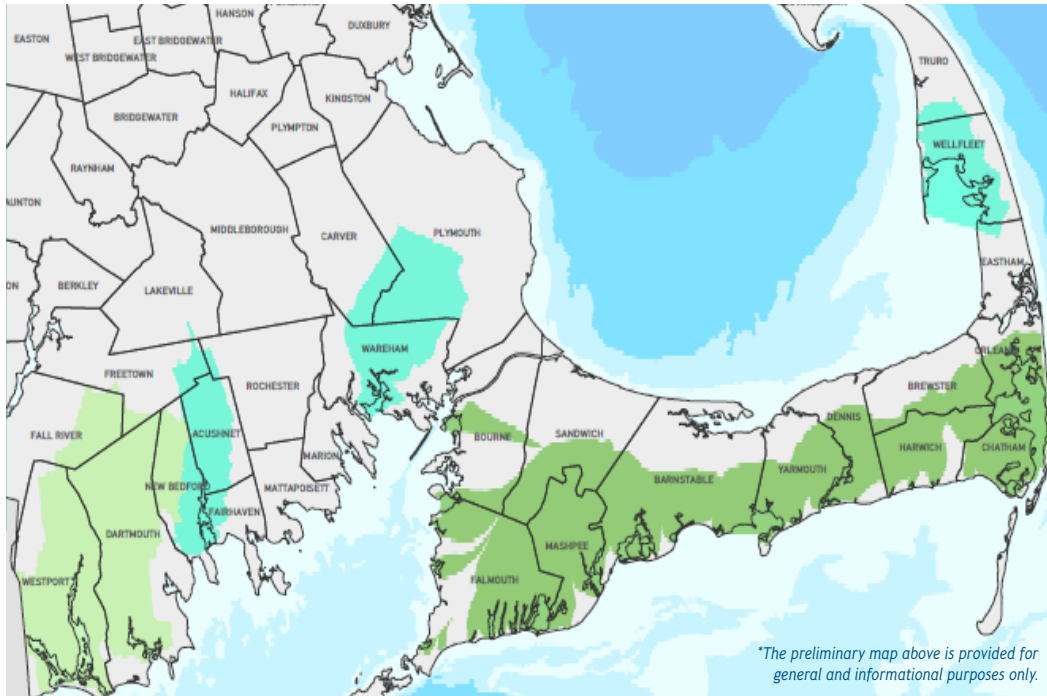 HANSON
DUXBURY
EASTON
EAST BRIDGEWATER
WEST BRIDGEWATER
TRURO
HALIFAX
KINGSTON
BRIDGEWATER
PLYMPTON
WELLFLEET
RAYNHAM
AUNTON
MIDDLEBOROUGH
CARVER
PLYMOUTH
EASTHAM
BERKLEY
ON
LAKEVILLE
WAREHAM
ORLEANS
FREETOWN
ROCHESTER
BREWSTER
DENNIS
FALL RIVER
ACUSHNET
BOURNE
SANDWICH
HARWICH
CHATHAM
MARION
YARMOUTH
BARNSTABLE
NEW BEDFORD
MATTAPOISETT
FAIRHAVEN
DARTMOUTH
MASHPEE
WESTPORT
FALMOUTH
*The preliminary map above is provided for
general and informational purposes only.